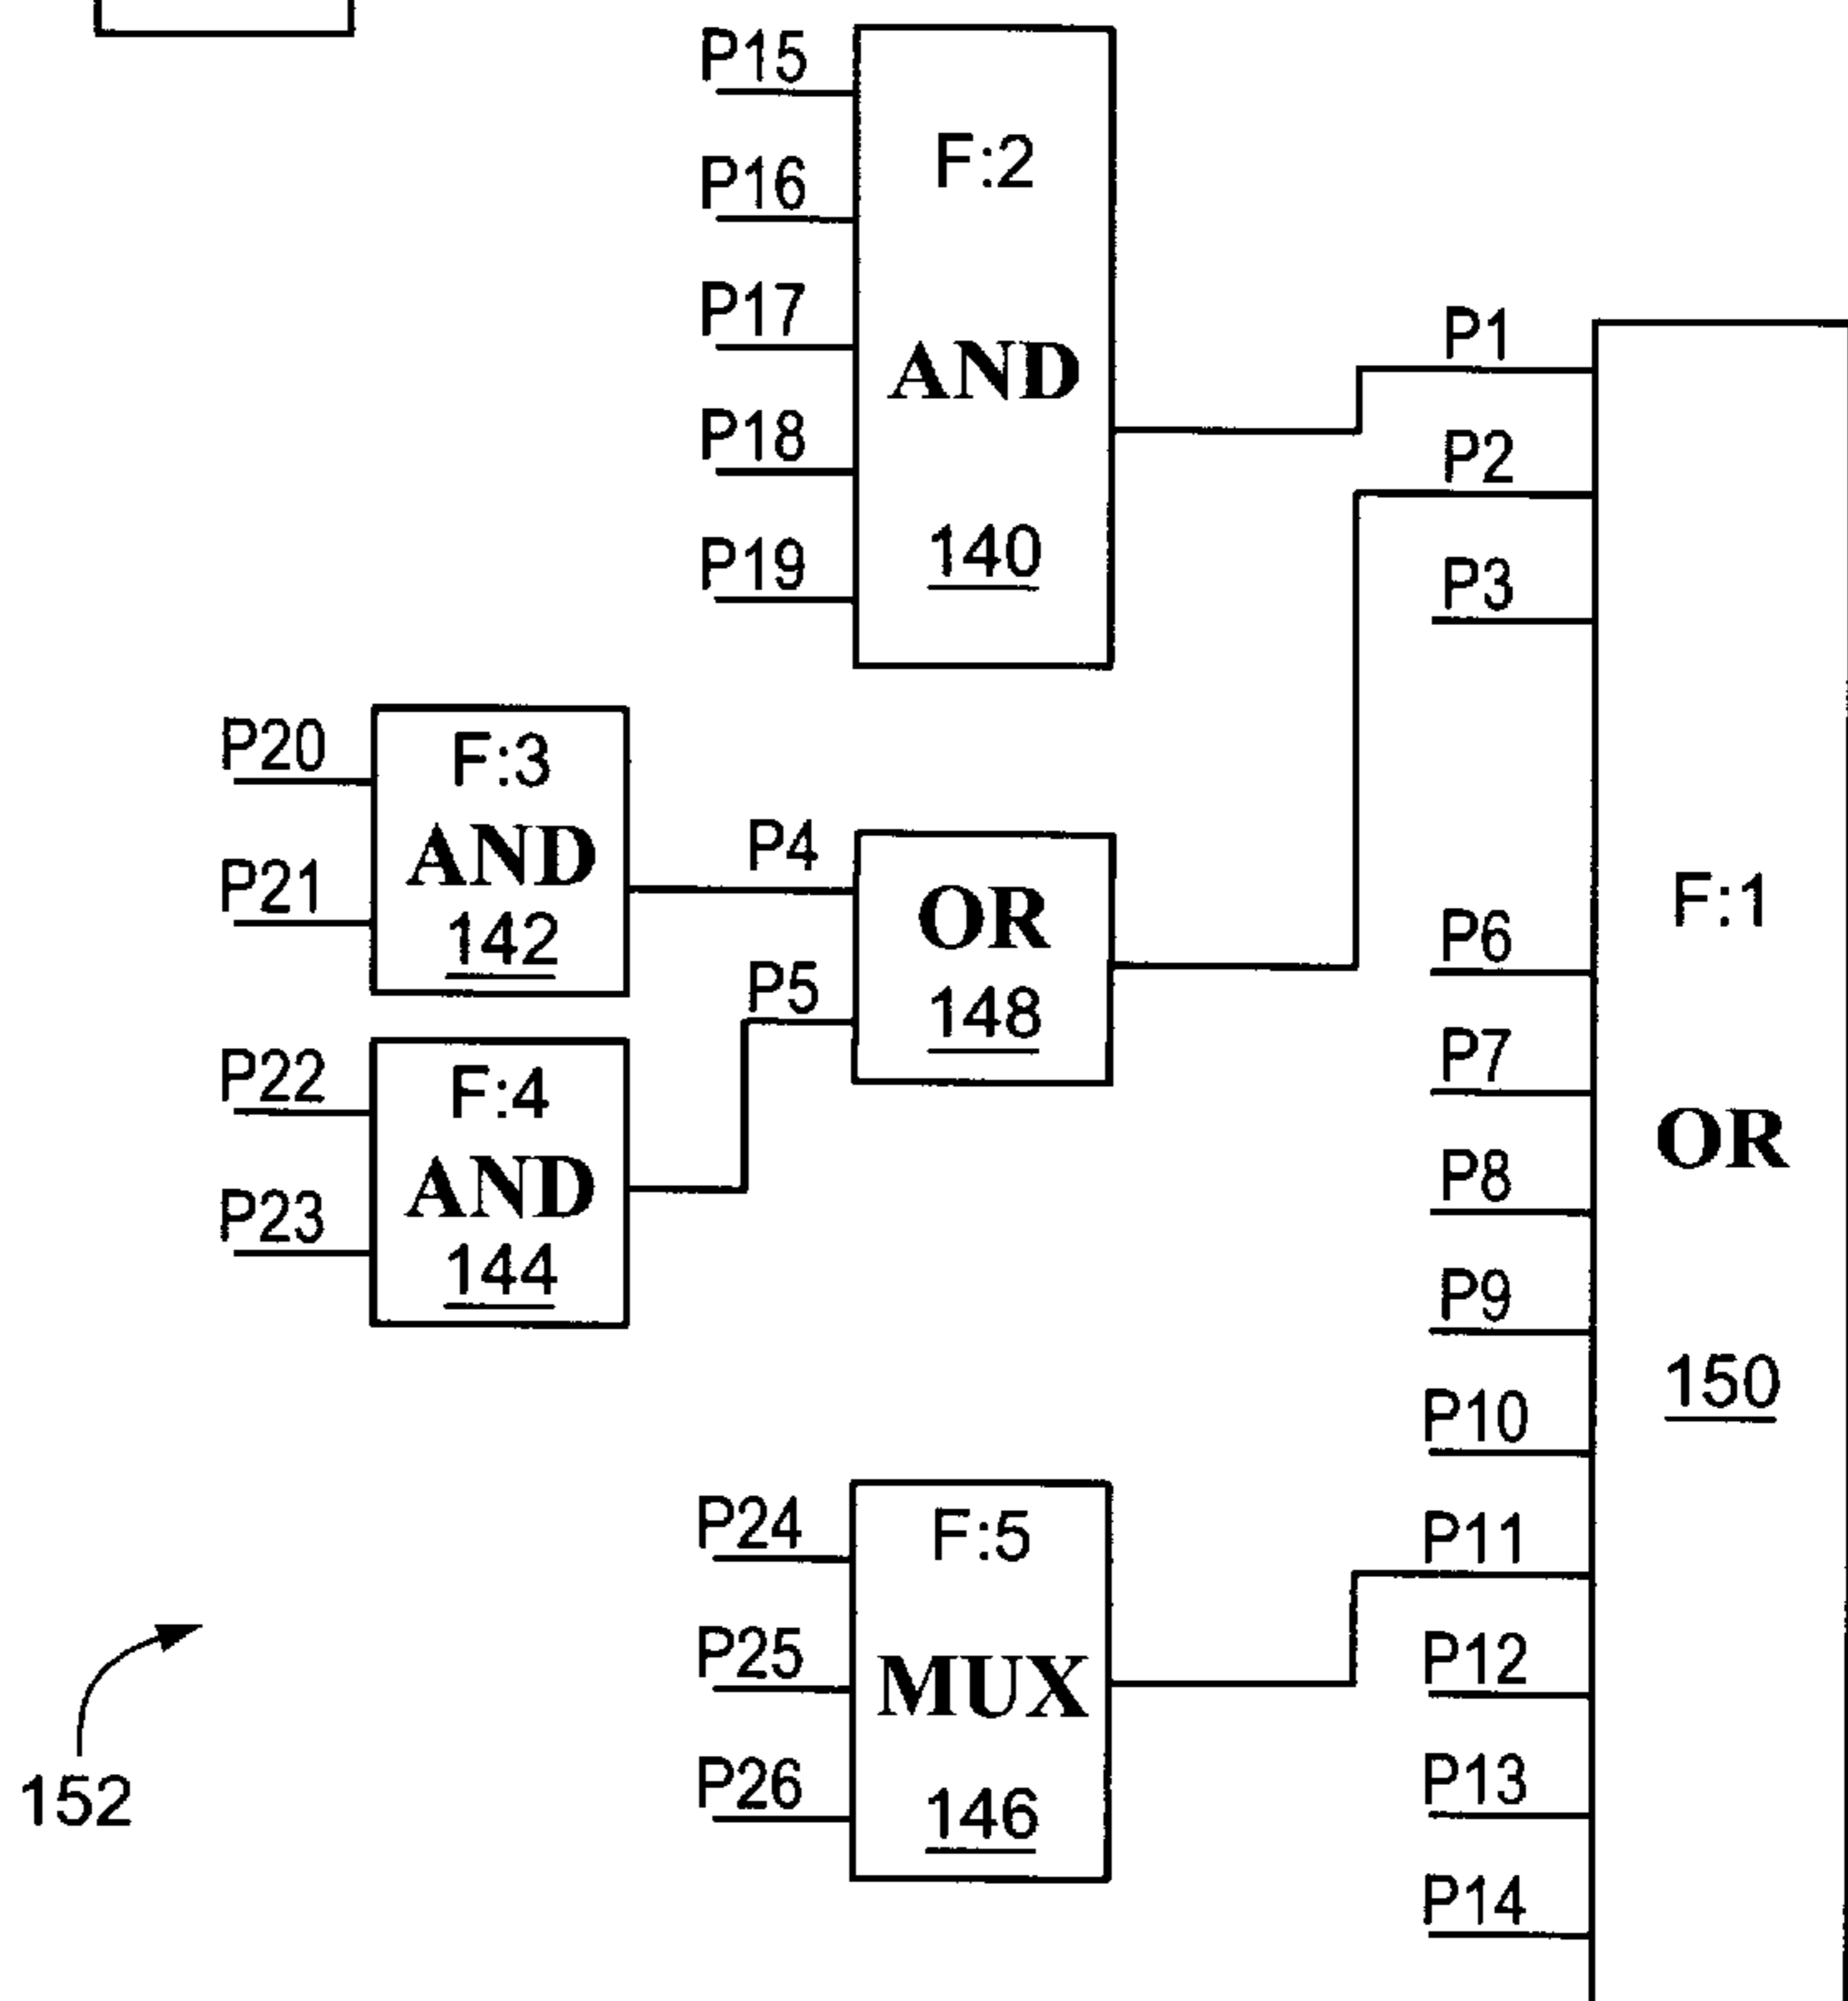 P15
P16
P17
P18
P19
F:2
AND
140
P1
P2
P3
P20
P21
F:3
AND
142
P4
P5
OR
148
P22
P23
F:4
AND
144
P6
P7
P8
P9
P10
P11
P12
P13
P14
F:1
OR
150
P24
P25
P26
F:5
MUX
146
152